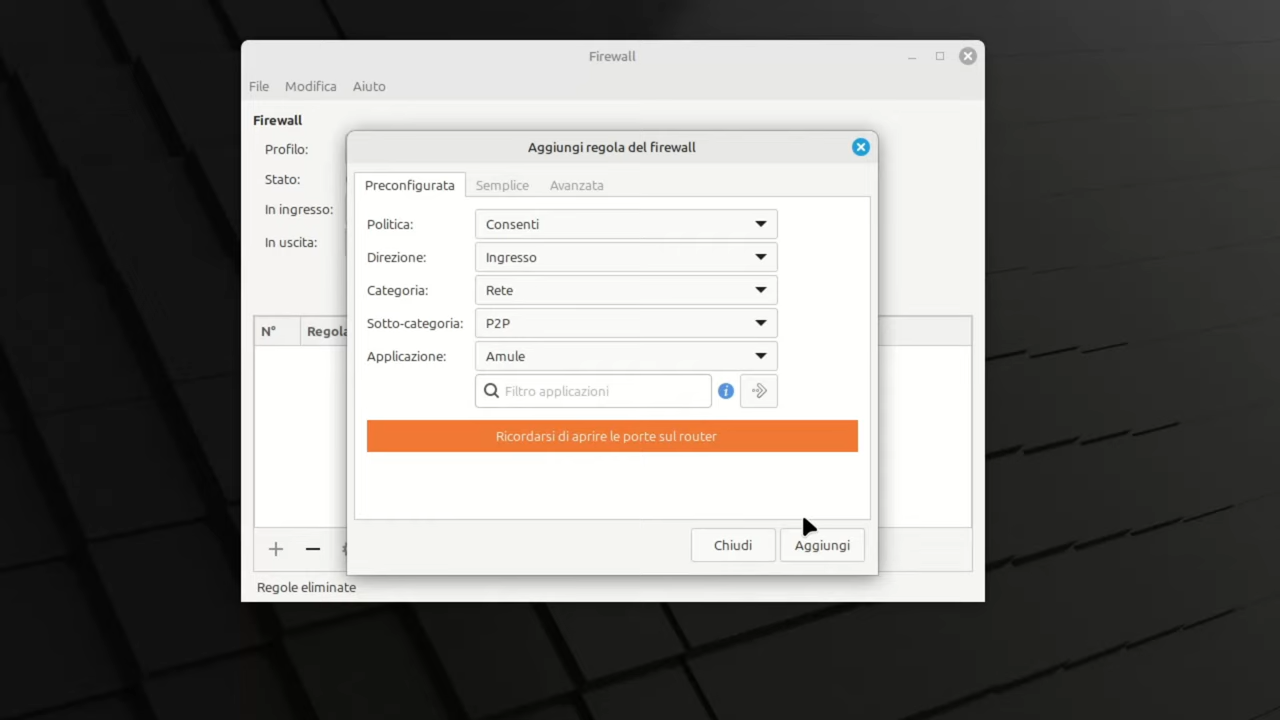 Firewall
File Modifica Aiuto
Firewall
Profilo:
Stato:
In ingresso:
In uscita:
N° Regola
Regole eliminate
Aggiungi regola del firewall
Preconfigurata Semplice Avanzata
Politica: Consenti
Direzione: Ingresso
Categoria: Rete
Sotto-categoria: P2P
Applicazione: Amule
Filtro applicazioni
Ricordarsi di aprire le porte sul router
Chiudi Aggiungi